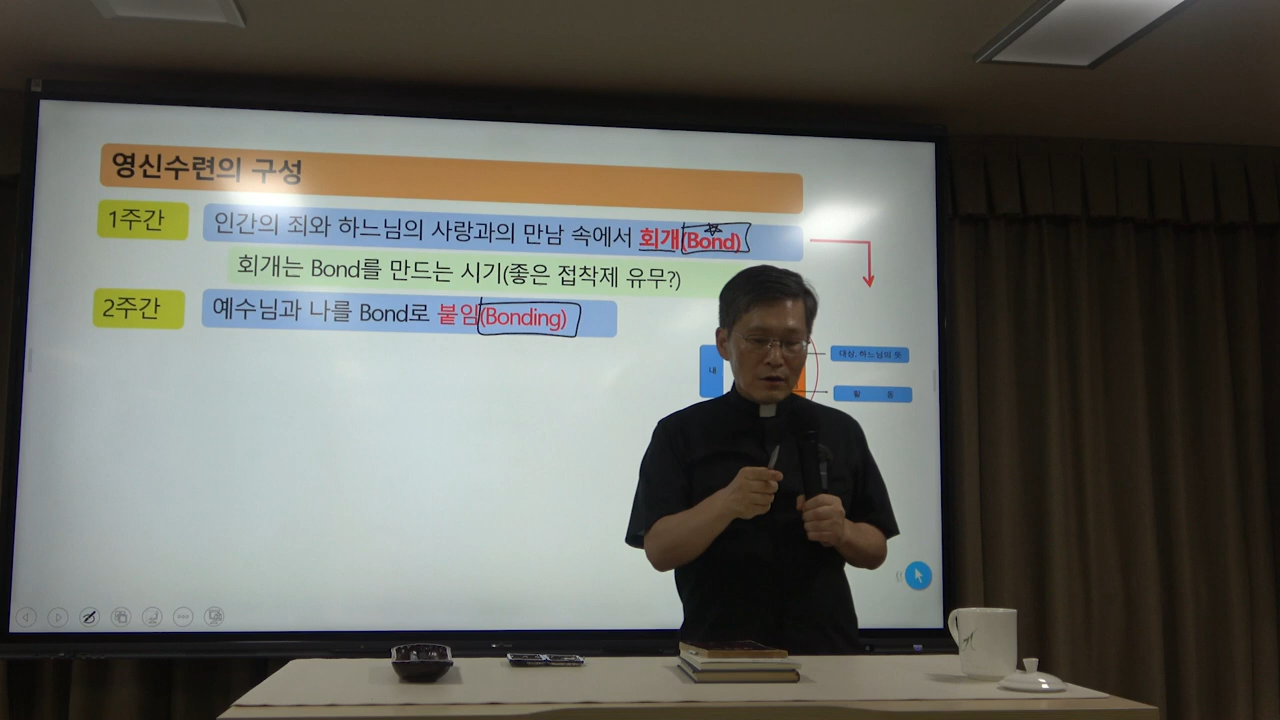 영신수련의 구성
1주간
인간의 죄와 하느님의 사랑과의 만남 속에서 회개(Bond)
회개는 Bond를 만드는 시기(좋은 접착제 유무?)
2주간
예수님과 나를 Bond로 붙임(Bonding)
내
대상, 하느님의 뜻
활 동